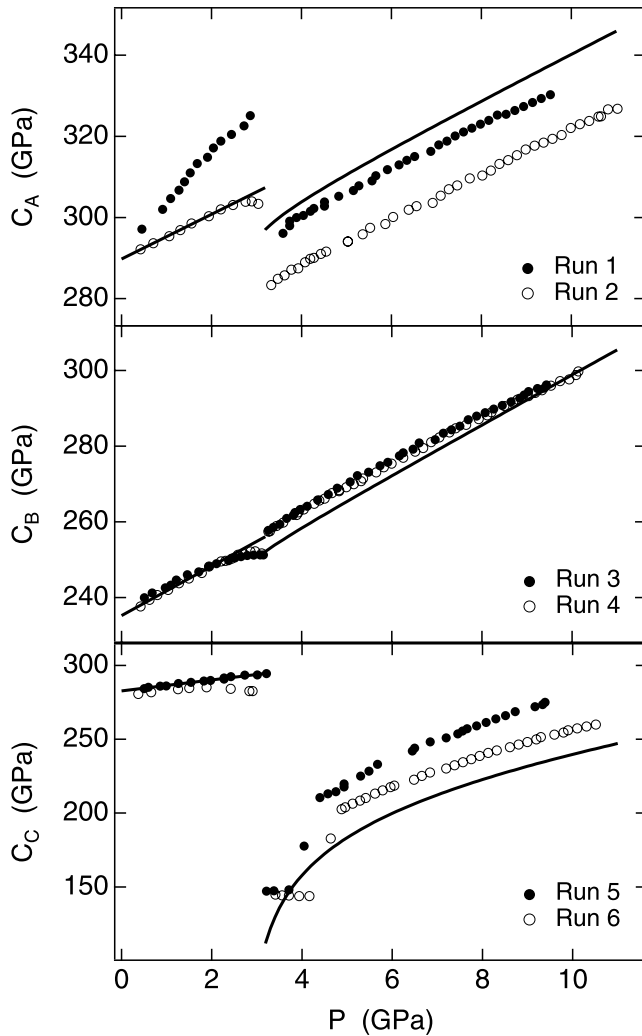 340
320
300
280
C_A (GPa)
Run 1
Run 2
300
280
260
240
C_B (GPa)
Run 3
Run 4
300
250
200
150
C_C (GPa)
Run 5
Run 6
0 2 4 6 8 10
P (GPa)